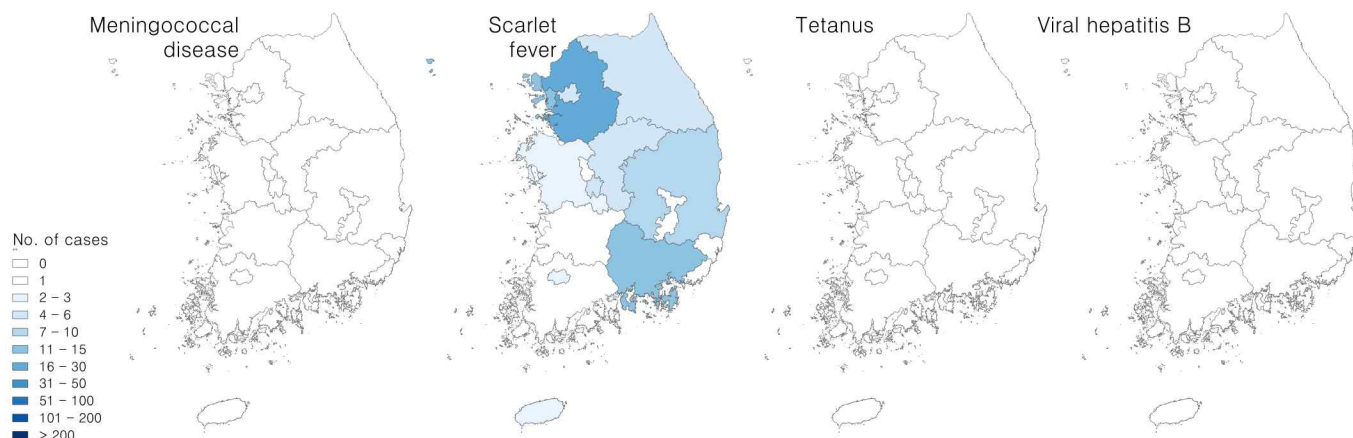 Meningococcal
disease
Scarlet
fever
Tetanus
Viral hepatitis B
No. of cases
0
1
2 – 3
4 – 6
7 – 10
11 – 15
16 – 30
31 – 50
51 – 100
101 – 200
> 200